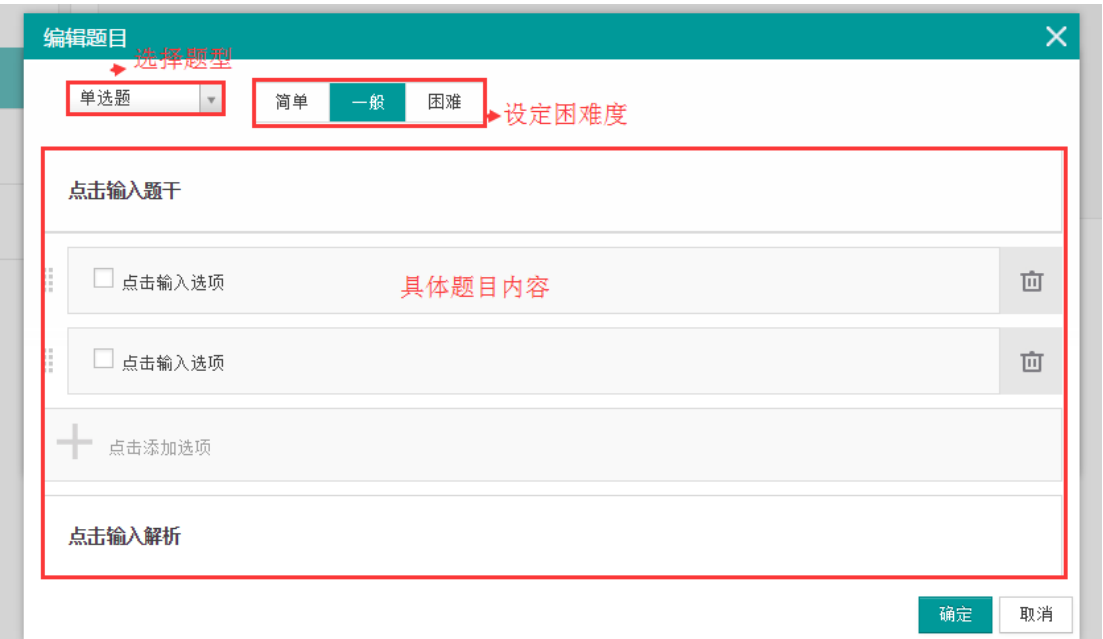 编辑题目
选择题型
单选题
简单 一般 困难
设定困难度
点击输入题干
点击输入选项
具体题目内容
点击输入选项
点击添加选项
点击输入解析
确定 取消